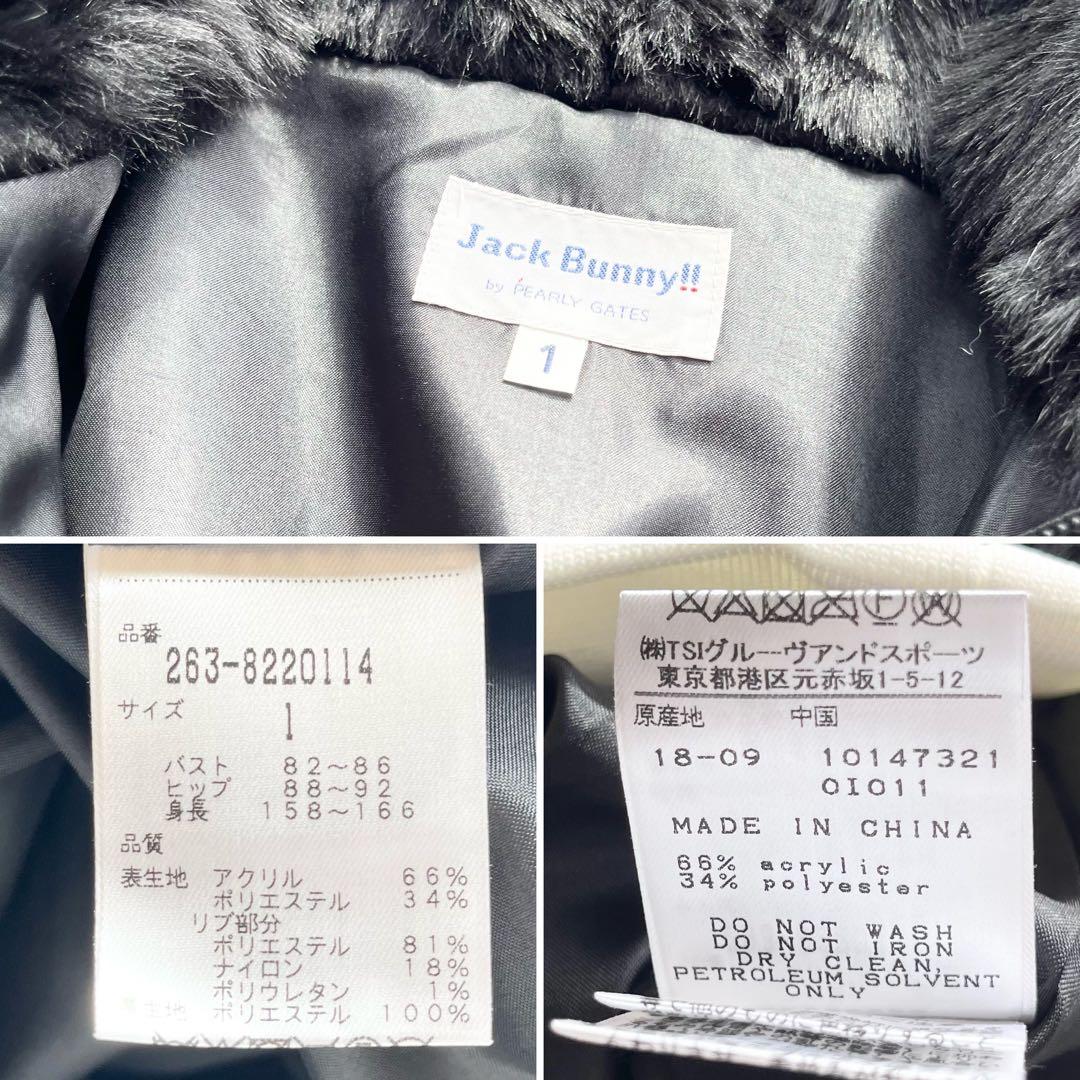 Jack Bunny!!
by PEARLY GATES
1
品番
263-8220114
サイズ 1
バスト 82～86
ヒップ 88～92
身長 158～166
品質
表生地 アクリル 66%
ポリエステル 34%
リブ部分
ポリエステル 81%
ナイロン 18%
ポリウレタン 1%
生地 ポリエステル 100%
㈱TSIグルーヴアンドスポーツ
東京都港区元赤坂1-5-12
原産地 中国
18-09 10147321
OI011
MADE IN CHINA
66% acrylic
34% polyester
DO NOT WASH
DO NOT IRON
DRY CLEAN,
PETROLEUM SOLVENT
ONLY